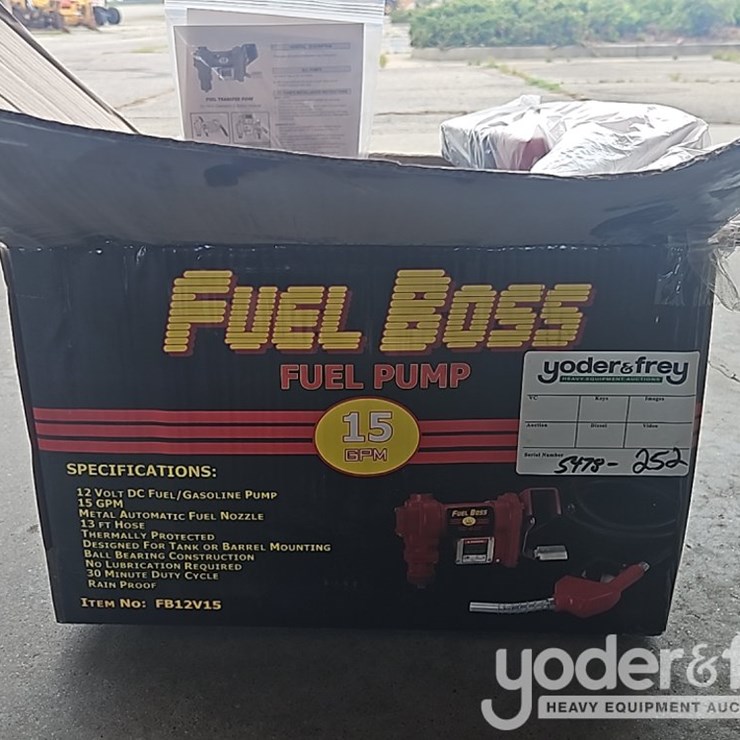 FUEL TRANSFER PUMP
FUEL BOSS
FUEL PUMP
15
GPM
yoder&frey
HEAVY EQUIPMENT AUCTIONS
VC Keys Images
Auction Diesel Video
Serial Number
5478-252
SPECIFICATIONS:
12 VOLT DC FUEL/GASOLINE PUMP
15 GPM
METAL AUTOMATIC FUEL NOZZLE
13 FT HOSE
THERMALLY PROTECTED
DESIGNED FOR TANK OR BARREL MOUNTING
BALL BEARING CONSTRUCTION
NO LUBRICATION REQUIRED
30 MINUTE DUTY CYCLE
RAIN PROOF
ITEM NO: FB12V15
FUEL BOSS
yoder&frey
HEAVY EQUIPMENT AUC